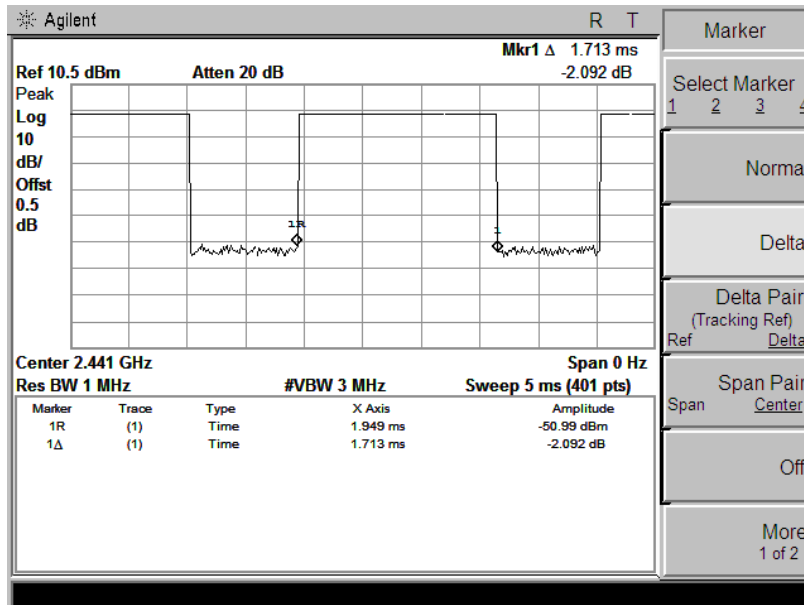 Agilent
R T
Mkr1 Δ 1.713 ms
Ref 10.5 dBm Atten 20 dB -2.092 dB
Peak
Log
10
dB/
Offst
0.5
dB
1R
1
Center 2.441 GHz Span 0 Hz
Res BW 1 MHz #VBW 3 MHz Sweep 5 ms (401 pts)
Marker Trace Type X Axis Amplitude
1R (1) Time 1.949 ms -50.99 dBm
1Δ (1) Time 1.713 ms -2.092 dB
Marker
Select Marker
1 2 3 4
Norma
Delta
Delta Pair
(Tracking Ref)
Ref Delta
Span Pair
Span Center
Off
More
1 of 2